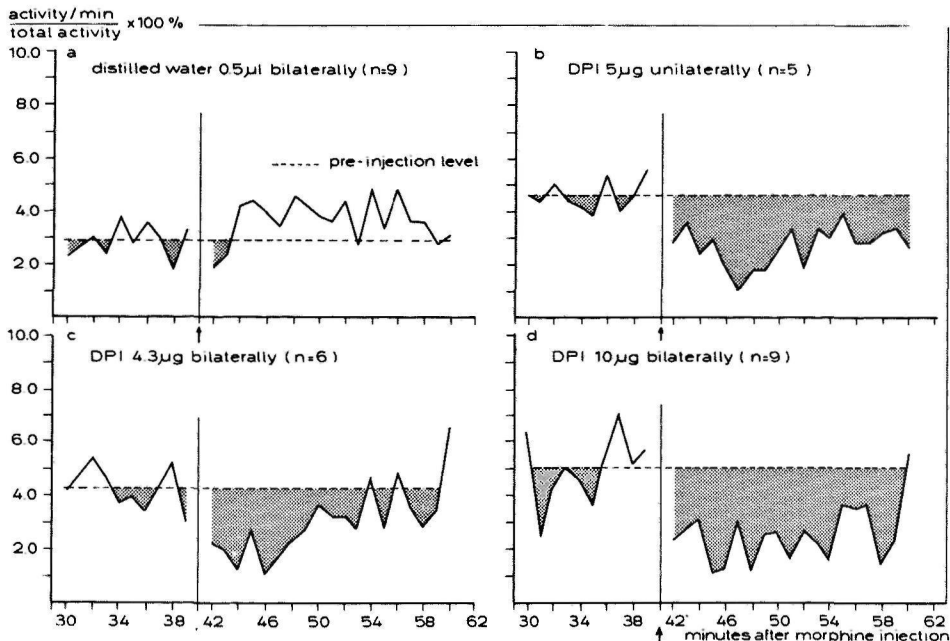 activity/min
total activity ×100 %
a
distilled water 0.5µl bilaterally (n=9)
b
DPI 5µg unilaterally (n=5)
10.0
8.0
6.0
4.0
2.0
pre-injection level
c
DPI 4.3µg bilaterally (n=6)
d
DPI 10µg bilaterally (n=9)
10.0
8.0
6.0
4.0
2.0
30 34 38 42 46 50 54 58 62
30 34 38 42 46 50 54 58 62
minutes after morphine injection